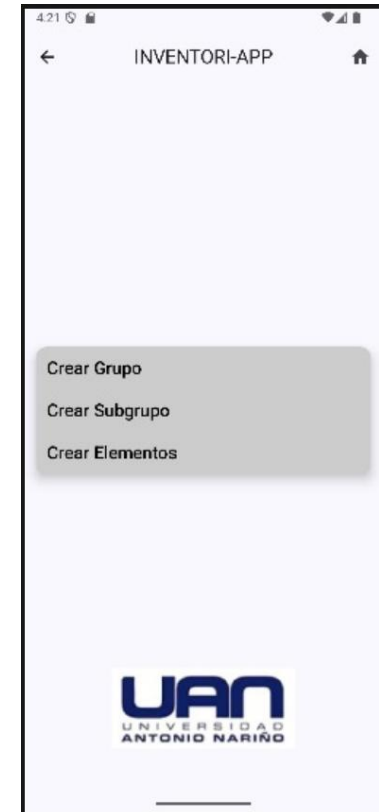 4:21
INVENTORI-APP
Crear Grupo
Crear Subgrupo
Crear Elementos
UAN
UNIVERSIDAD
ANTONIO NARIÑO